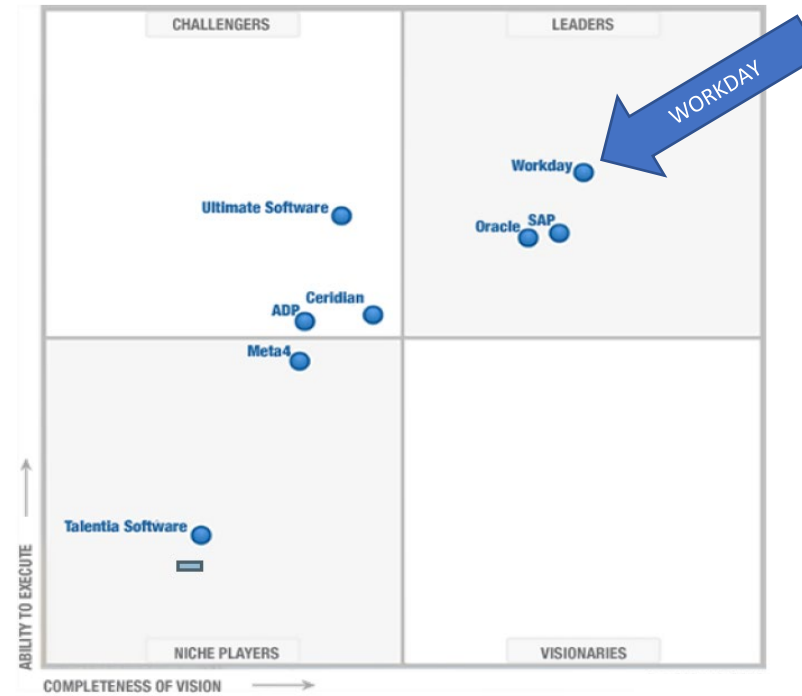 CHALLENGERS
LEADERS
WORKDAY
Workday
Ultimate Software
Oracle
SAP
Ceridian
ADP
Meta4
Talentia Software
ABILITY TO EXECUTE
NICHE PLAYERS
VISIONARIES
COMPLETENESS OF VISION